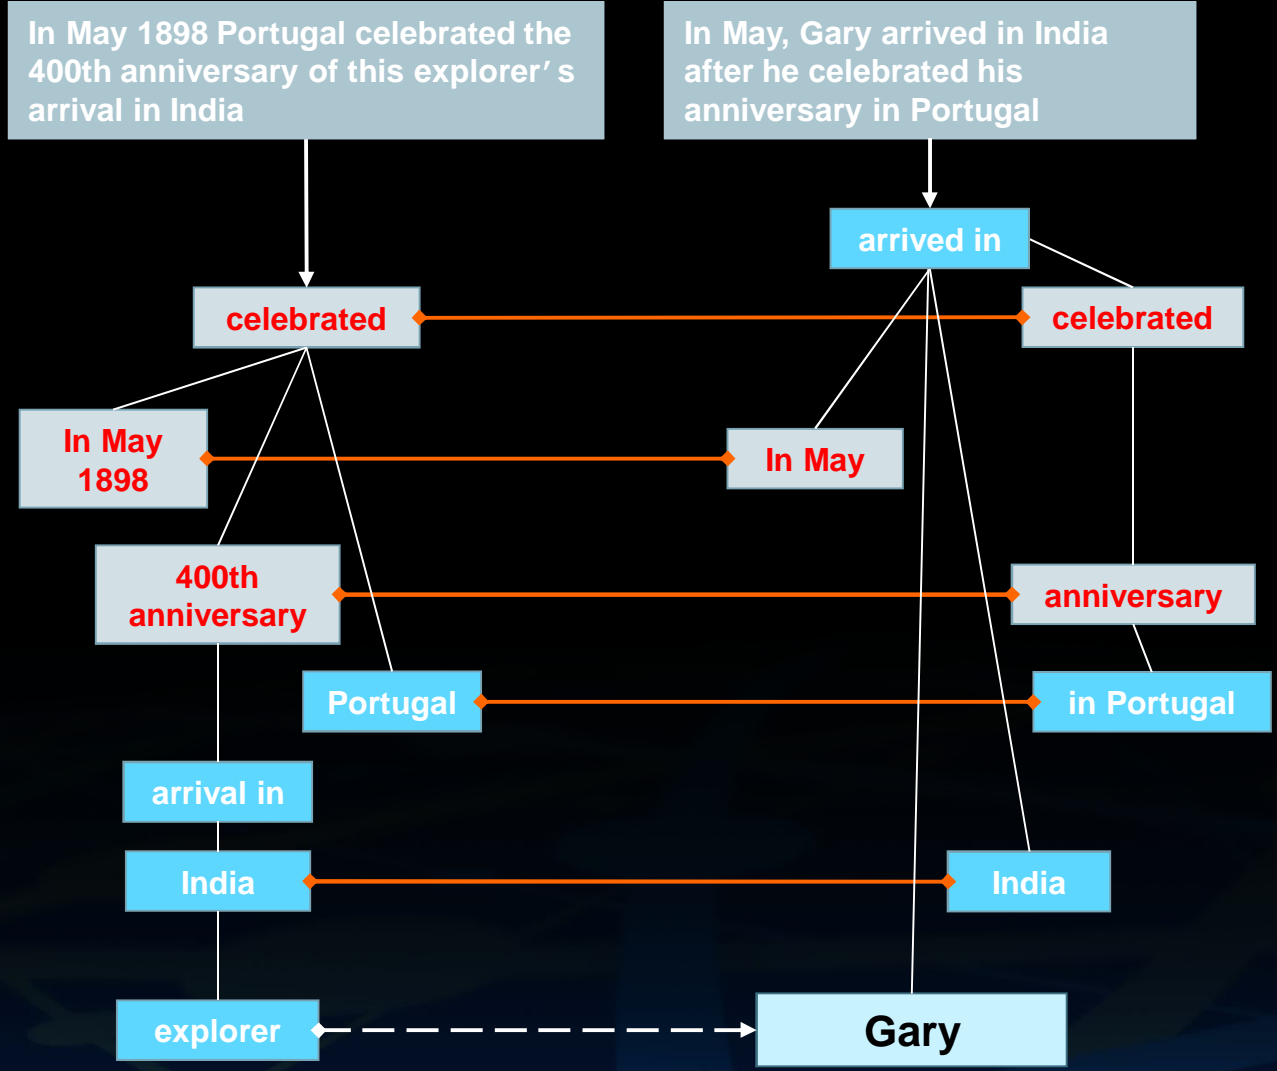 In May 1898 Portugal celebrated the
400th anniversary of this explorer’s
arrival in India
In May, Gary arrived in India
after he celebrated his
anniversary in Portugal
arrived in
celebrated
celebrated
In May
1898
In May
400th
anniversary
anniversary
Portugal
in Portugal
arrival in
India
India
explorer
Gary